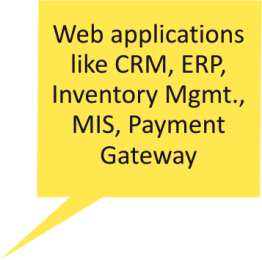 Web applications
like CRM, ERP,
Inventory Mgmt.,
MIS, Payment
Gateway